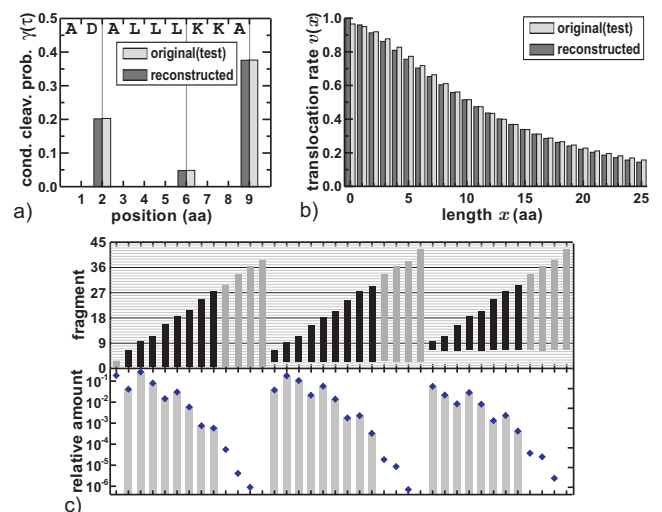 cond. cleav. prob. γ(τ)
0.5
0.4
0.3
0.2
0.1
0.0
A D A L L L K K A
original(test)
reconstructed
1 2 3 4 5 6 7 8 9
position (aa)
a)
translocation rate v(x)
1.0
0.8
0.6
0.4
0.2
0.0
original(test)
reconstructed
0 5 10 15 20 25
length x (aa)
b)
fragment
45
36
27
18
9
0
relative amount
10-1
10-2
10-3
10-4
10-5
10-6
c)